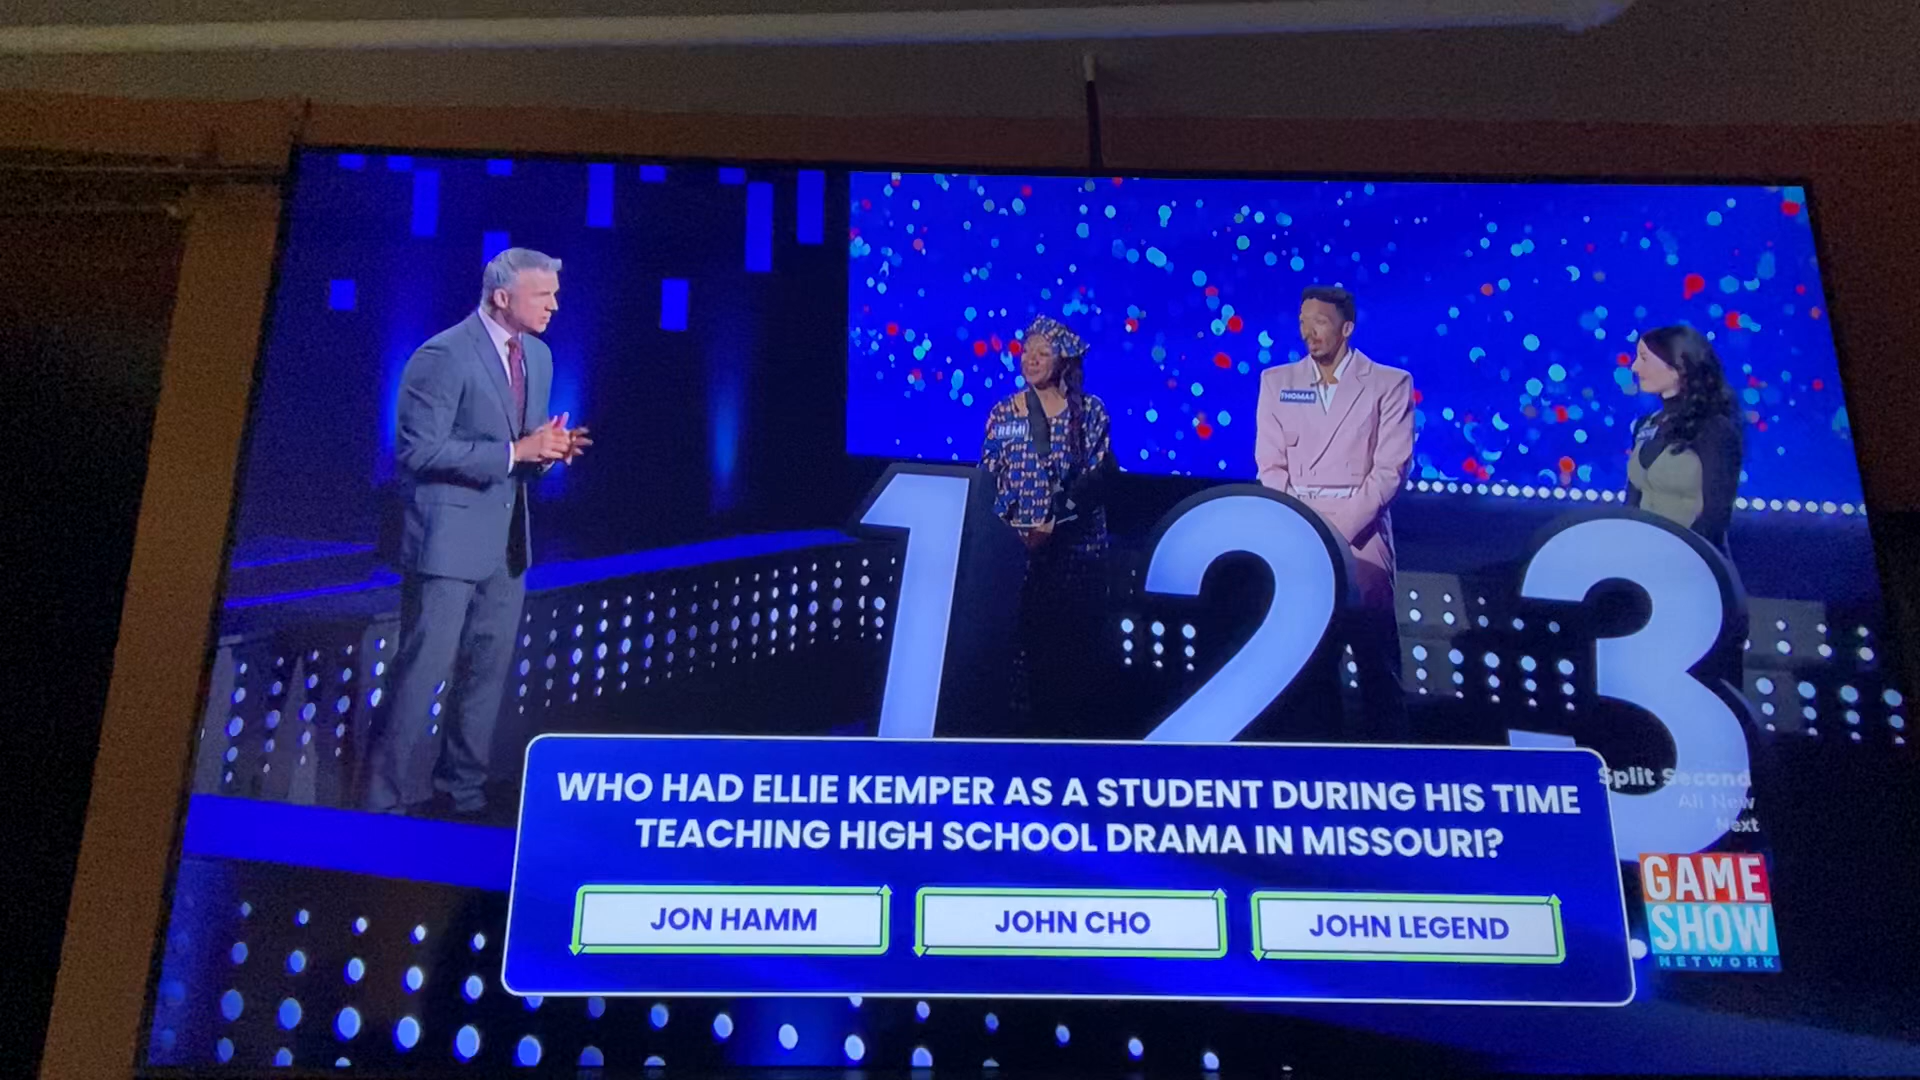 REMI
THOMAS
1 2 3
WHO HAD ELLIE KEMPER AS A STUDENT DURING HIS TIME
TEACHING HIGH SCHOOL DRAMA IN MISSOURI?
JON HAMM
JOHN CHO
JOHN LEGEND
Split Second
All New
Next
GAME
SHOW
NETWORK